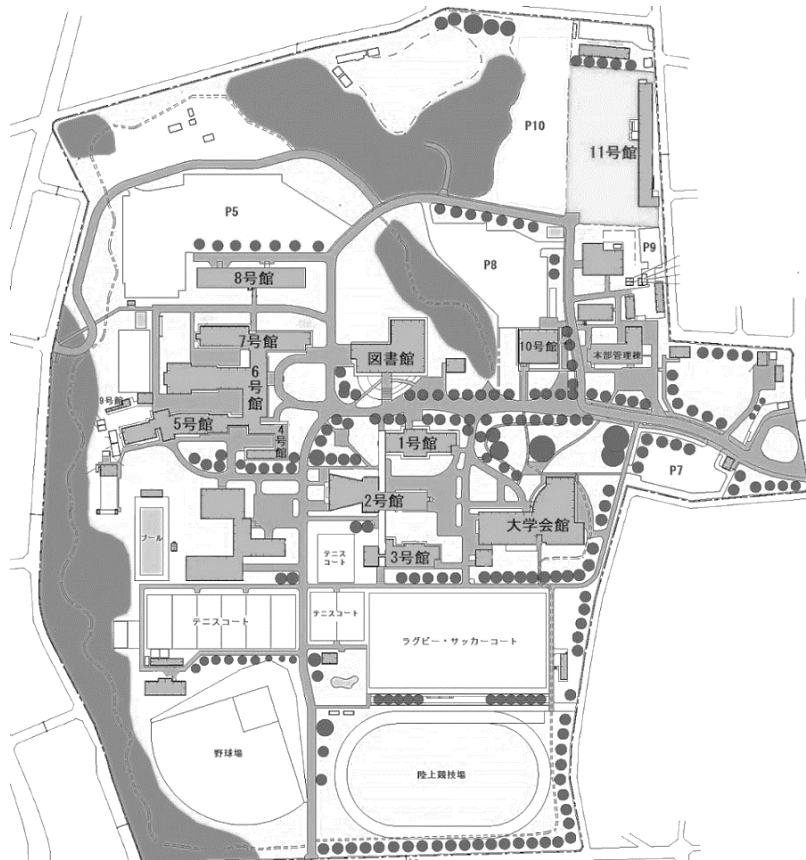 P10
11号館
P5
P9
P8
8号館
7号館
図書館
10号館
本部管理棟
6号館
9号館
5号館
4号館
1号館
P7
2号館
大学会館
プール
テニス
コート
3号館
テニスコート
テニスコート
ラグビー・サッカーコート
野球場
陸上競技場